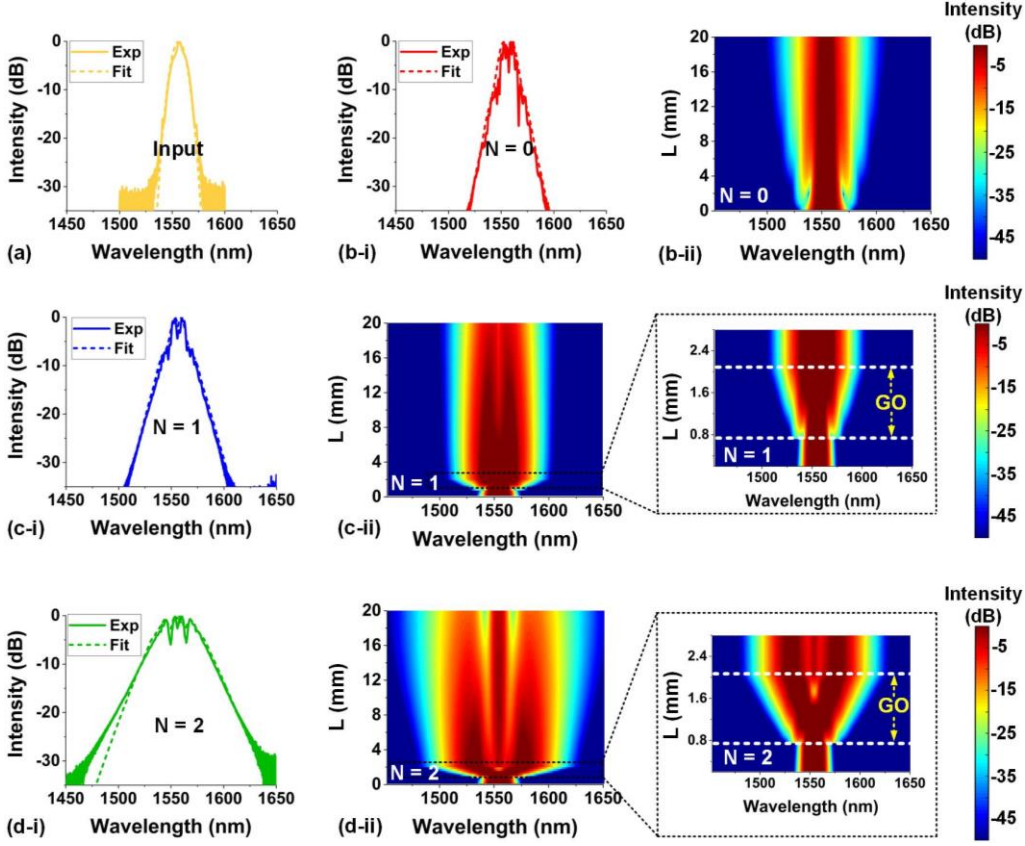 Intensity (dB)
0
-10
-20
-30
Exp
Fit
Input
1450 1500 1550 1600 1650
Wavelength (nm)
(a)
Intensity (dB)
0
-10
-20
-30
Exp
Fit
N = 0
1450 1500 1550 1600 1650
Wavelength (nm)
(b-i)
L (mm)
20
16
12
8
4
0
N = 0
1500 1550 1600 1650
Wavelength (nm)
(b-ii)
Intensity
(dB)
-5
-15
-25
-35
-45
Intensity (dB)
0
-10
-20
-30
Exp
Fit
N = 1
1450 1500 1550 1600 1650
Wavelength (nm)
(c-i)
L (mm)
20
16
12
8
4
0
N = 1
1500 1550 1600 1650
Wavelength (nm)
(c-ii)
L (mm)
2.4
1.6
0.8
GO
N = 1
1500 1550 1600 1650
Wavelength (nm)
Intensity
(dB)
-5
-15
-25
-35
-45
Intensity (dB)
0
-10
-20
-30
Exp
Fit
N = 2
1450 1500 1550 1600 1650
Wavelength (nm)
(d-i)
L (mm)
20
16
12
8
4
0
N = 2
1500 1550 1600 1650
Wavelength (nm)
(d-ii)
L (mm)
2.4
1.6
0.8
GO
N = 2
1500 1550 1600 1650
Wavelength (nm)
Intensity
(dB)
-5
-15
-25
-35
-45